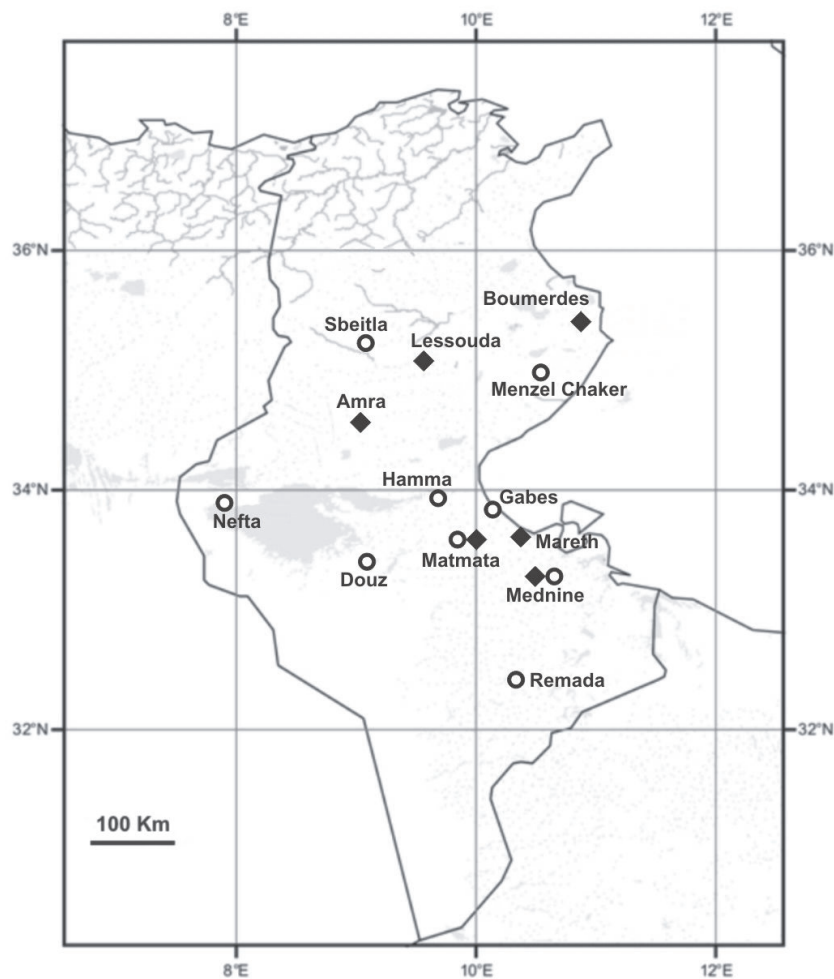 8°E 10°E 12°E
36°N 36°N
Boumerdes
Sbeitla
Lessouda
Menzel Chaker
Amra
Hamma
34°N 34°N
Gabes
Nefta
Mareth
Matmata
Douz
Mednine
Remada
32°N 32°N
100 Km
8°E 10°E 12°E